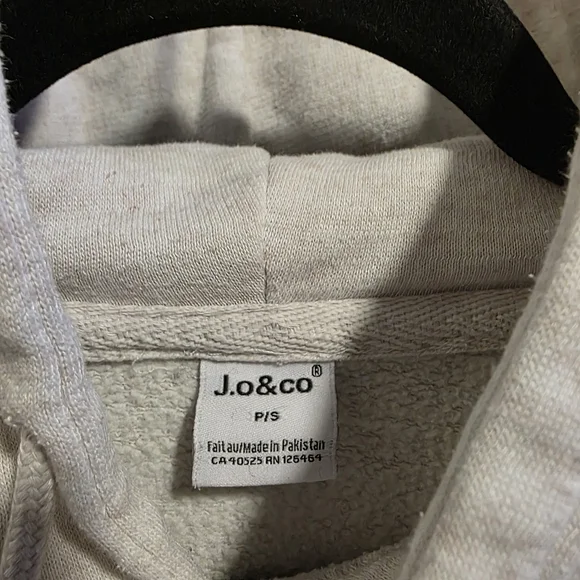 J.o&co®
P/S
Fait au/Made in Pakistan
CA 40525 RN 126464